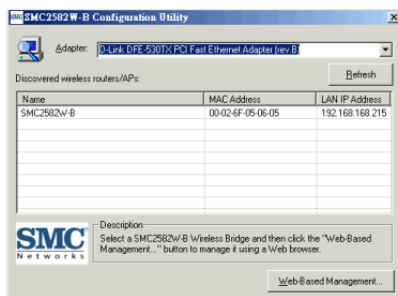 SMC SMC2582W-B Configuration Utility
Adapter: D-Link DFE-530TX PCI Fast Ethernet Adapter (rev.B)
Discovered wireless routers/APs:
Refresh
Name MAC Address LAN IP Address
SMC2582W-B 00-02-6F-05-06-05 192.168.168.215
Description
Select a SMC2582W-B Wireless Bridge and then click the "Web-Based
Management..." button to manage it using a Web browser.
SMC
Networks
Web-Based Management...